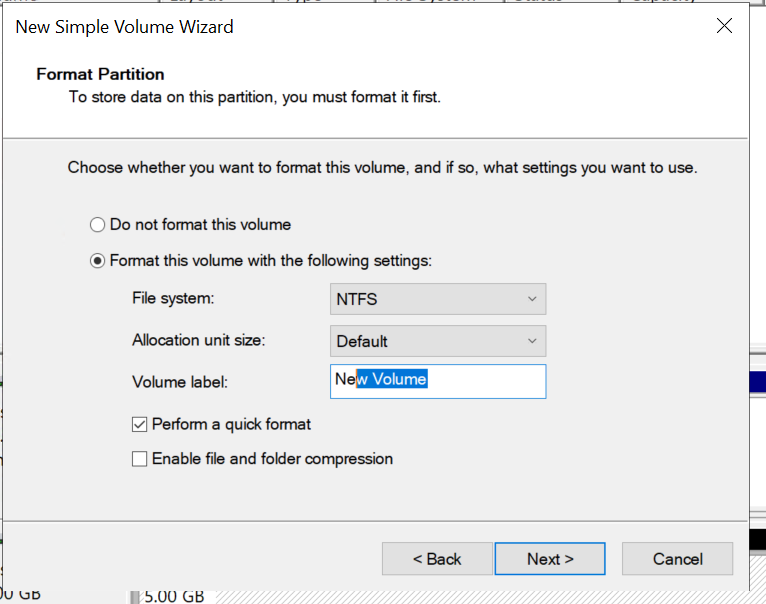 New Simple Volume Wizard
Format Partition
To store data on this partition, you must format it first.
Choose whether you want to format this volume, and if so, what settings you want to use.
Do not format this volume
Format this volume with the following settings:
File system: NTFS
Allocation unit size: Default
Volume label: New Volume
Perform a quick format
Enable file and folder compression
< Back Next > Cancel
5.00 GB